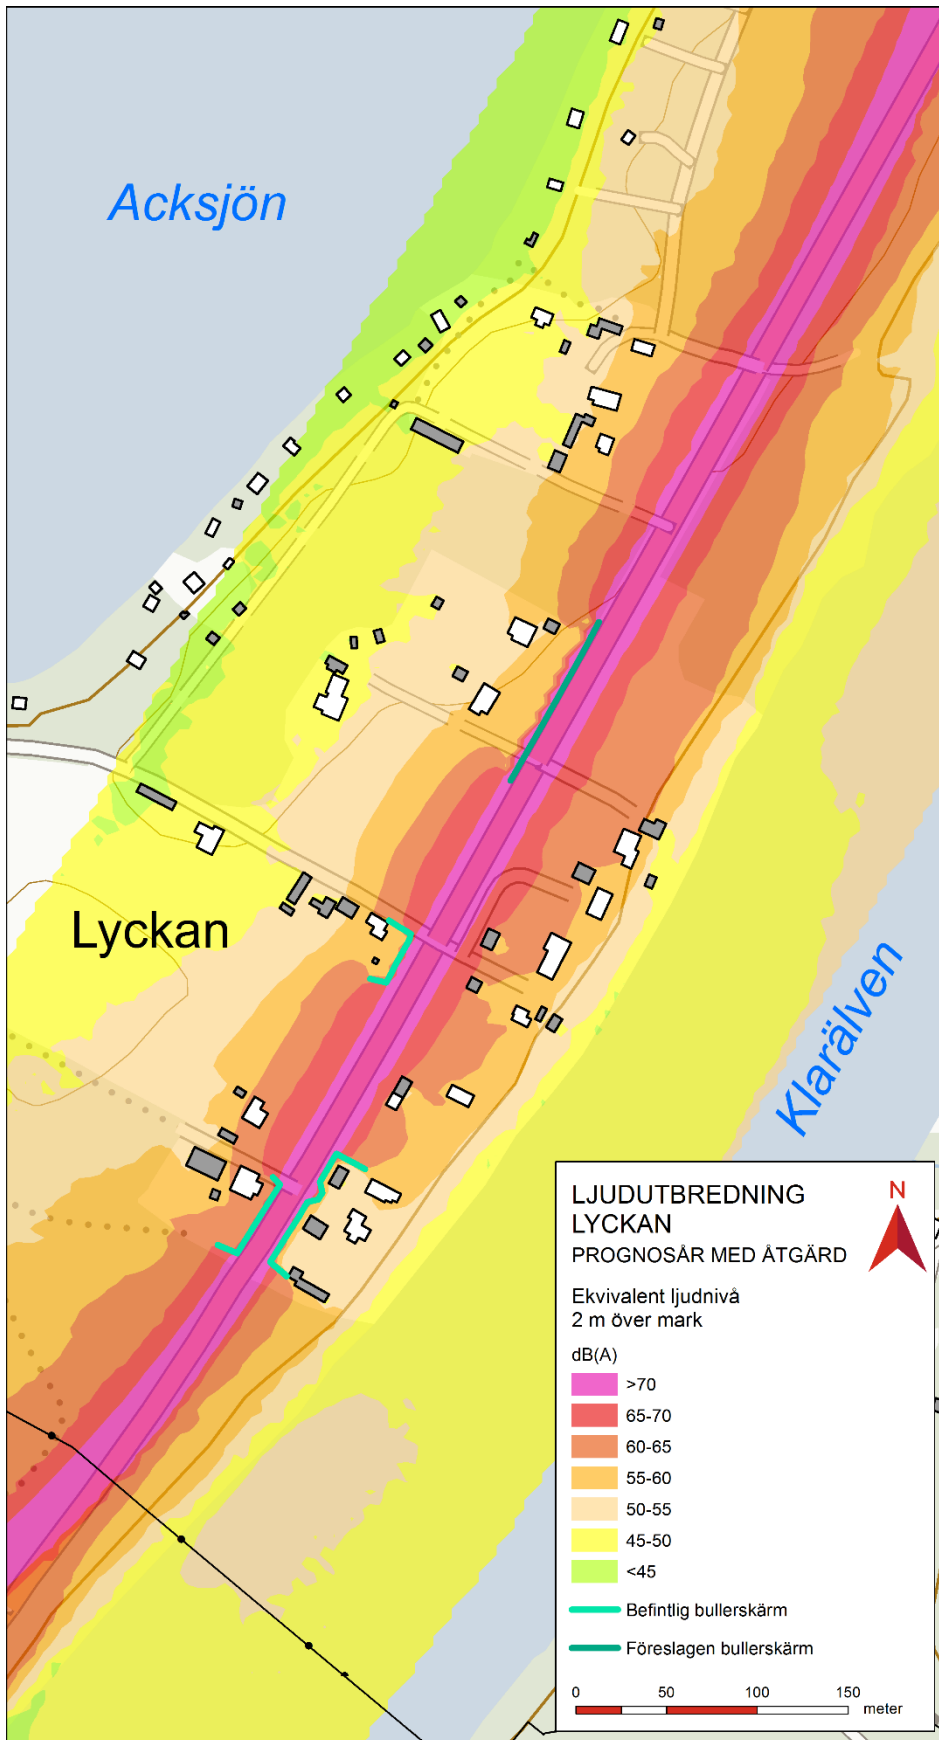 Acksjön
Lyckan
Klarälven
LJUDUTBREDNING
LYCKAN
PROGNOSÅR MED ÅTGÄRD
N
Ekvivalent ljudnivå
2 m över mark
dB(A)
>70
65-70
60-65
55-60
50-55
45-50
<45
Befintlig bullerskärm
Föreslagen bullerskärm
0 50 100 150
meter